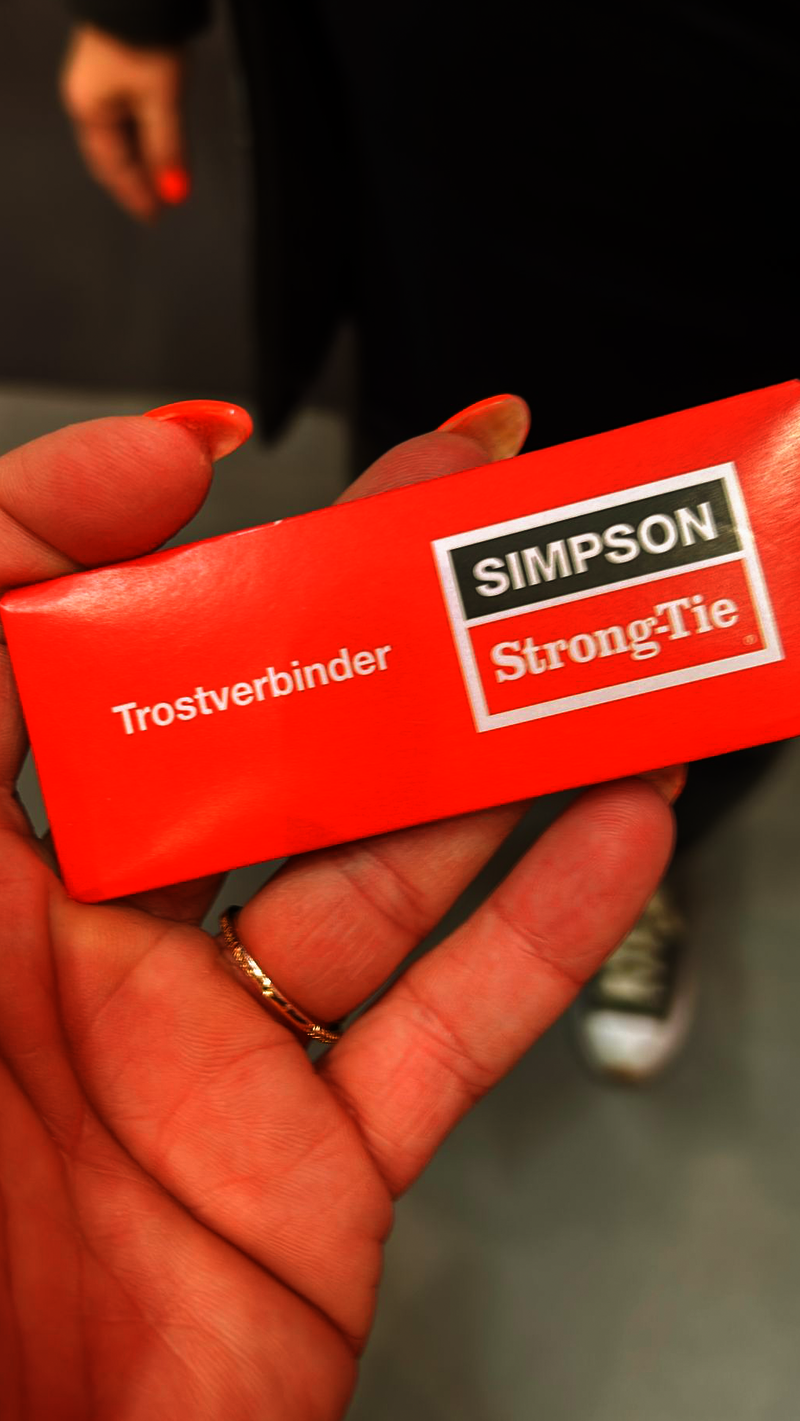 Trostverbinder
SIMPSON
Strong-Tie
®